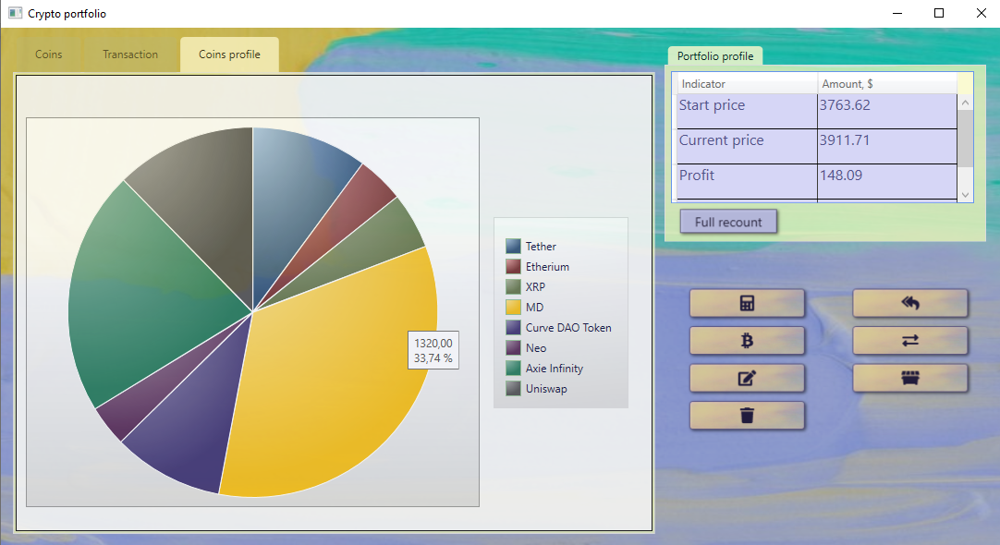 Crypto portfolio
Coins
Transaction
Coins profile
1320,00
33,74 %
Tether
Etherium
XRP
MD
Curve DAO Token
Neo
Axie Infinity
Uniswap
Portfolio profile
Indicator Amount, $
Start price 3763.62
Current price 3911.71
Profit 148.09
Full recount